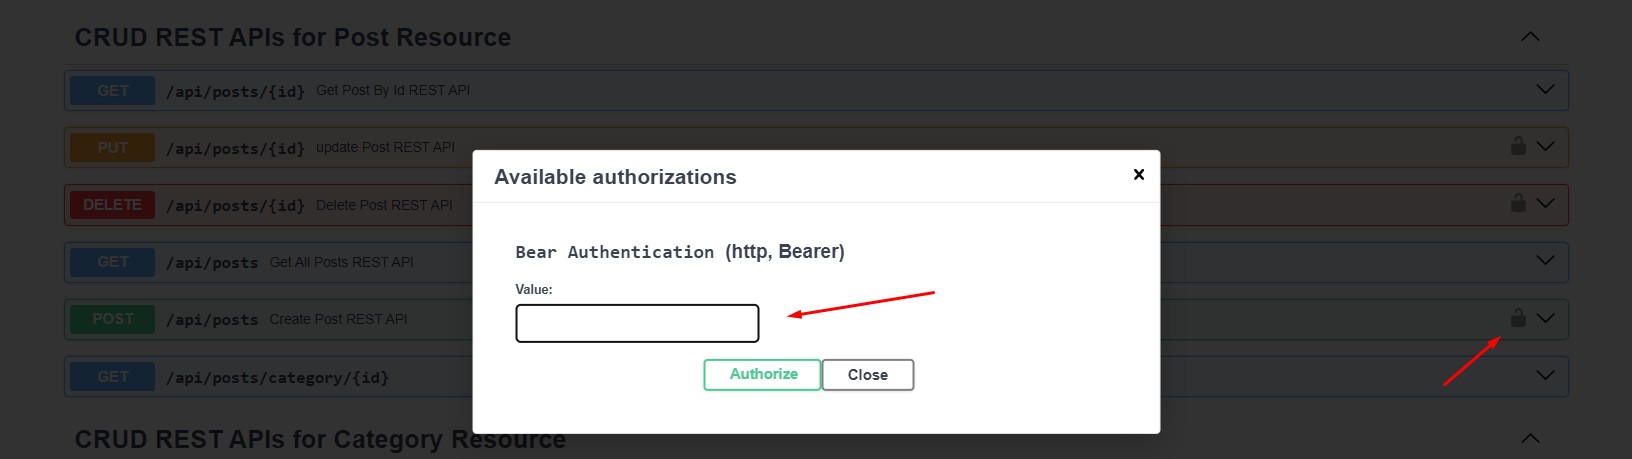 CRUD REST APIs for Post Resource
GET /api/posts/{id} Get Post By Id REST API
PUT /api/posts/{id} update Post REST API
DELETE /api/posts/{id} Delete Post REST API
GET /api/posts Get All Posts REST API
POST /api/posts Create Post REST API
GET /api/posts/category/{id}
CRUD REST APIs for Category Resource
Available authorizations
Bear Authentication (http, Bearer)
Value:
Authorize Close